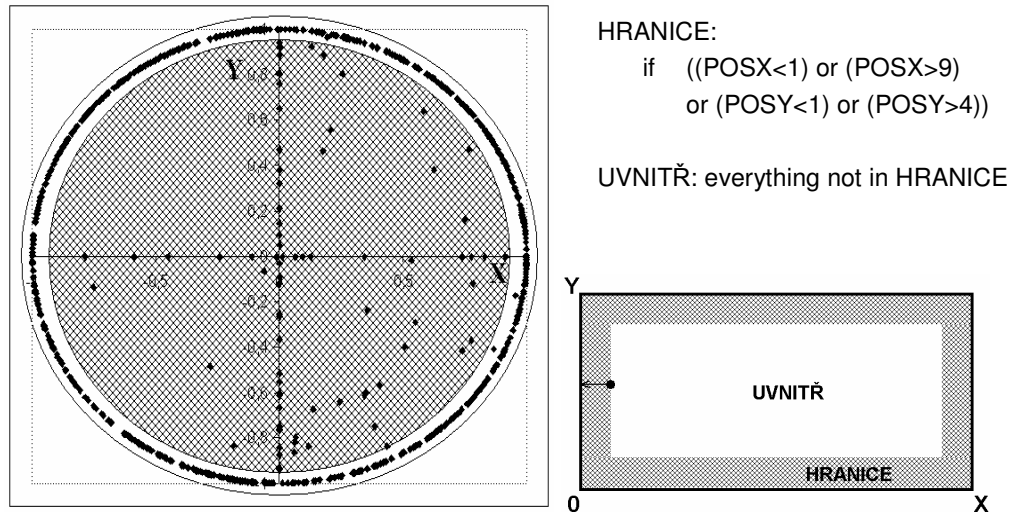 HRANICE:
if ((POSX<1) or (POSX>9)
or (POSY<1) or (POSY>4))
UVNITŘ: everything not in HRANICE
Y
0,8
0,6
0,4
0,2
0
-0,5
0,5
X
-0,2
-0,4
-0,6
-0,8
Y
UVNITŘ
HRANICE
0
X